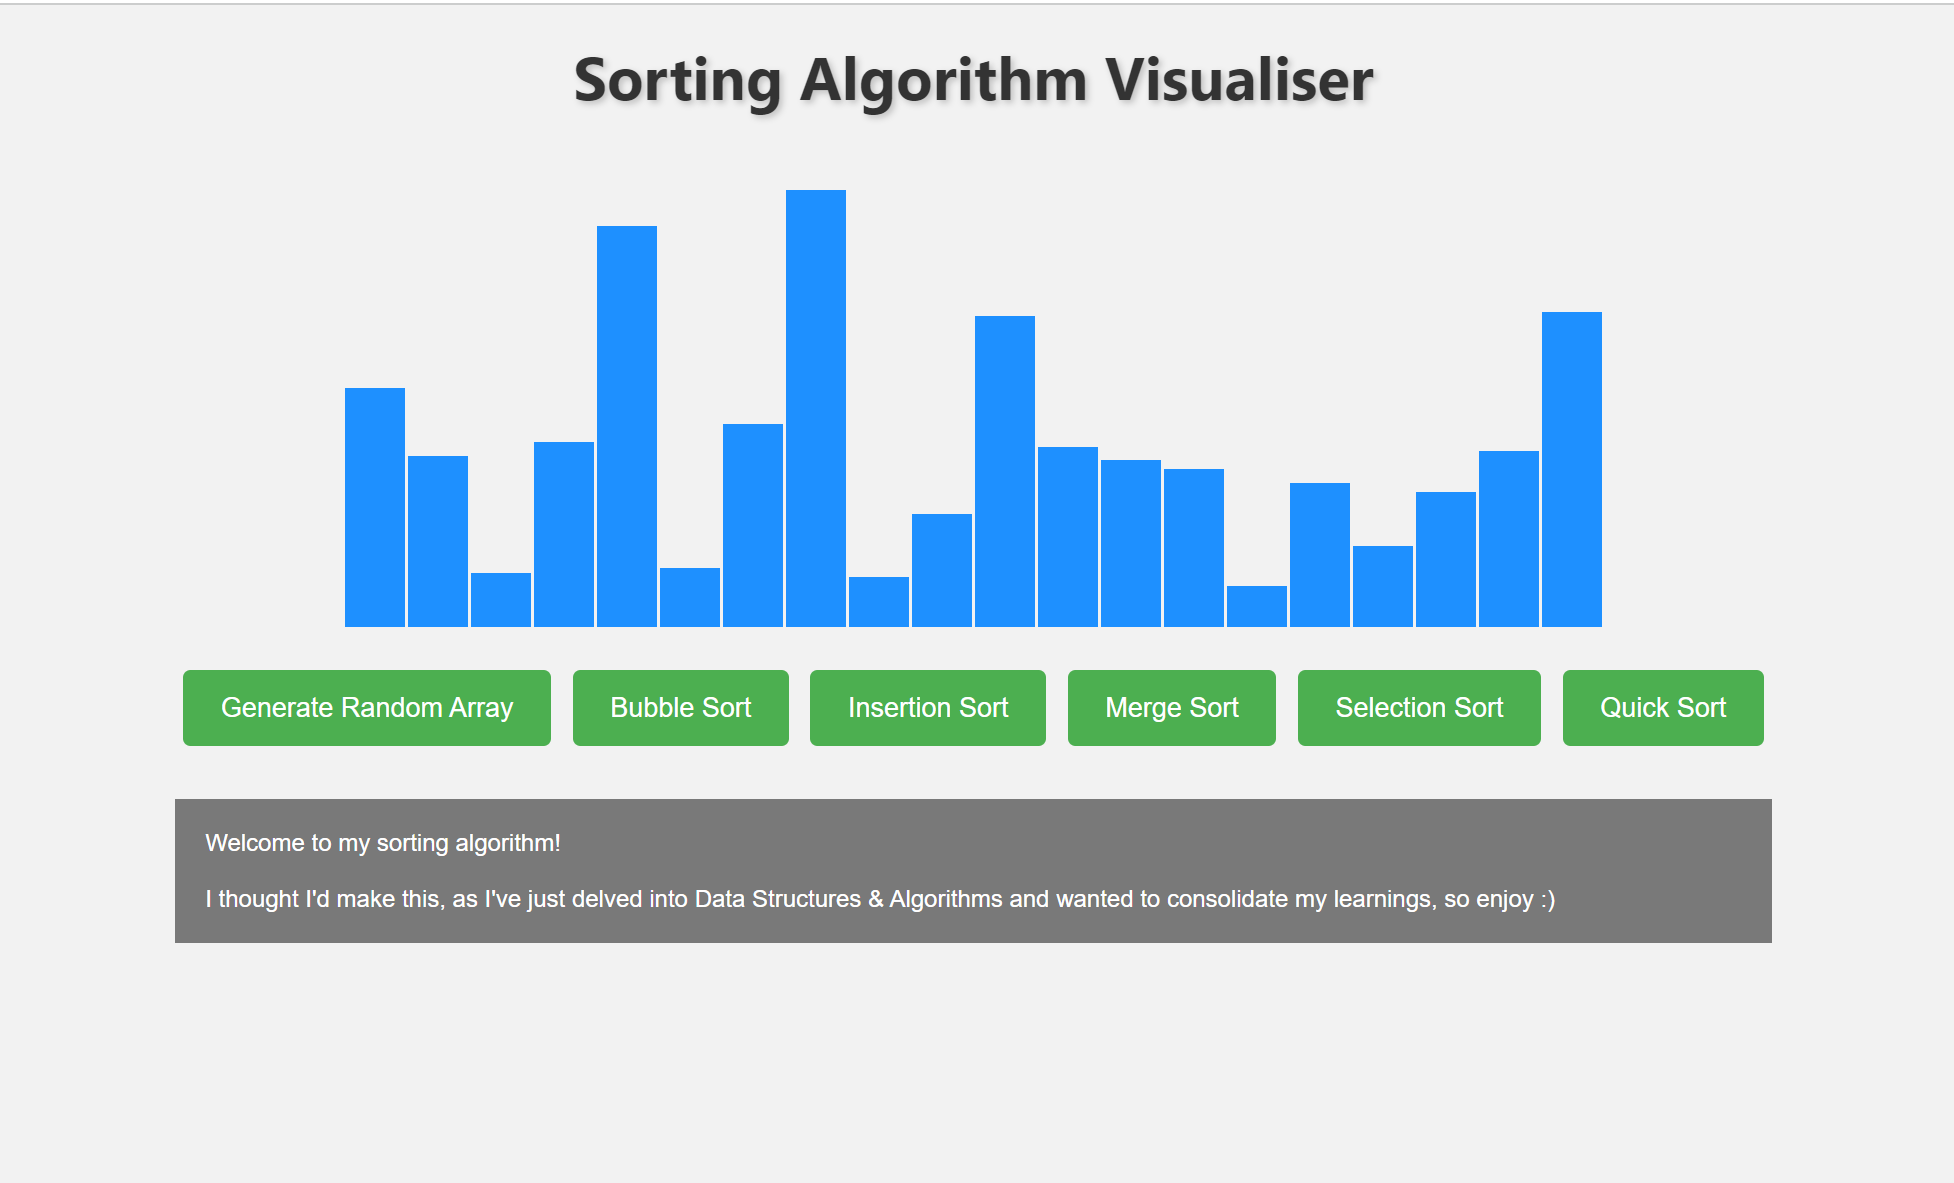 Sorting Algorithm Visualiser
Generate Random Array
Bubble Sort
Insertion Sort
Merge Sort
Selection Sort
Quick Sort
Welcome to my sorting algorithm!
I thought I'd make this, as I've just delved into Data Structures & Algorithms and wanted to consolidate my learnings, so enjoy :)